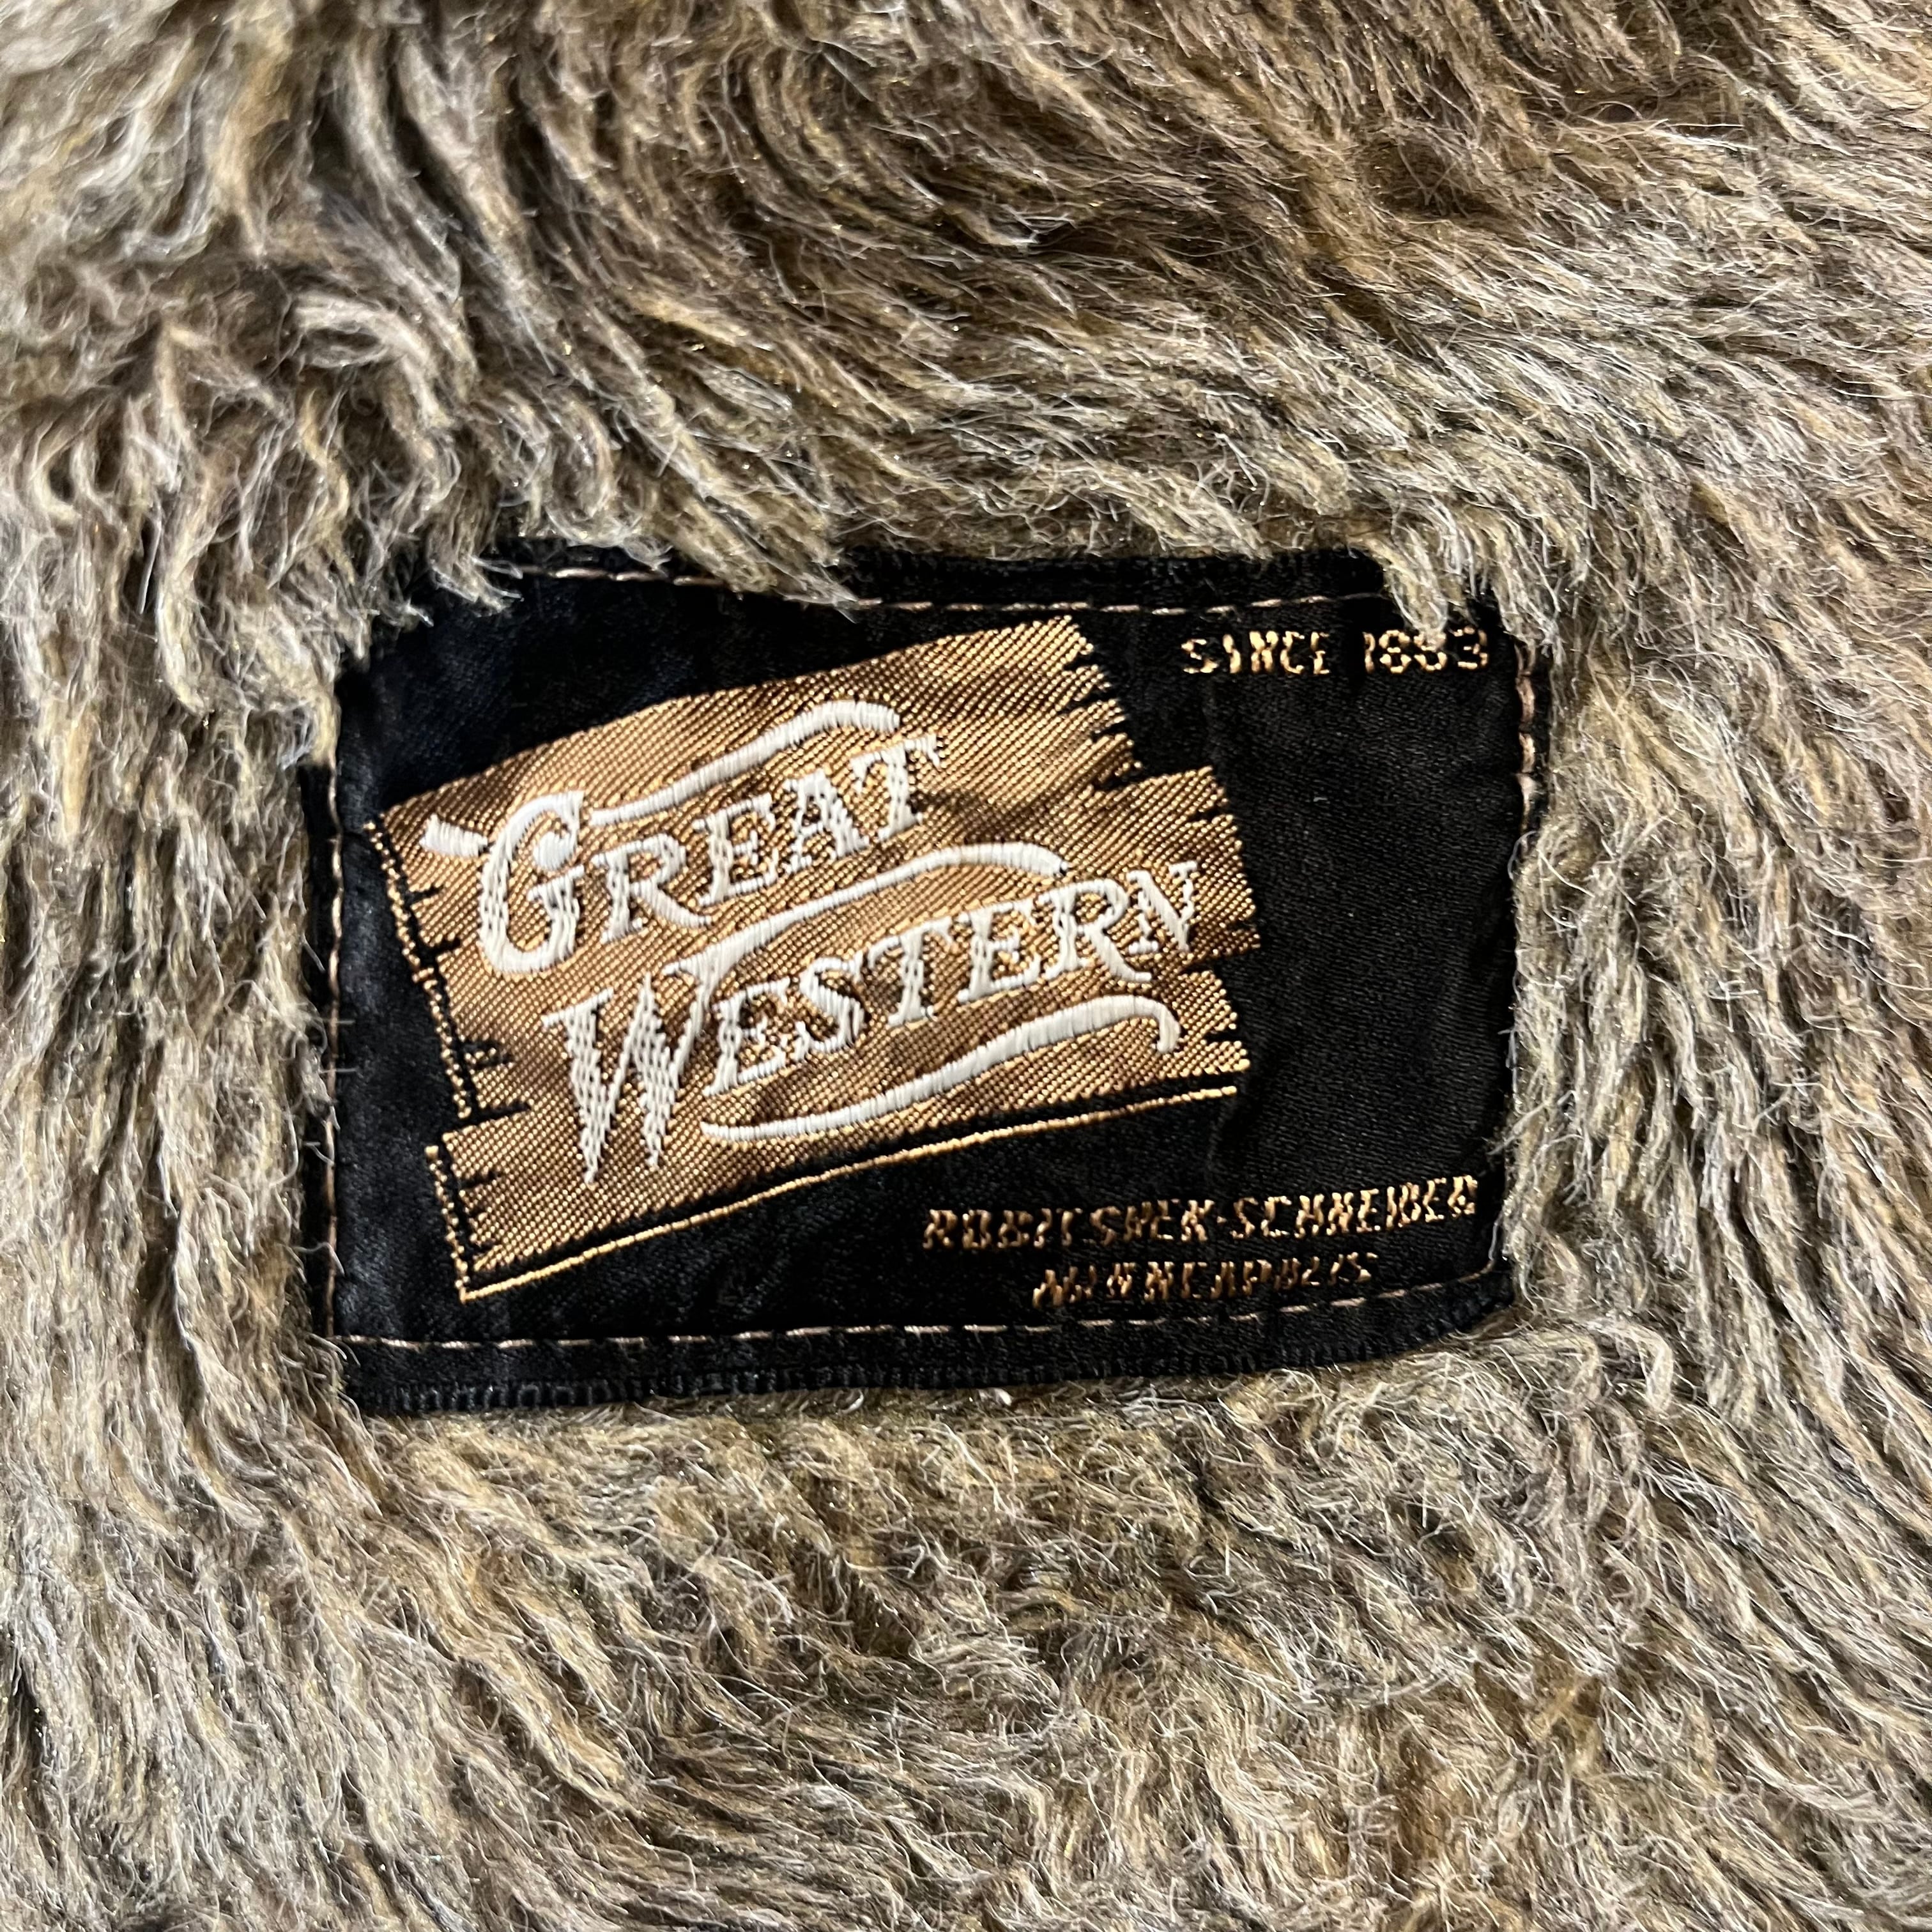 SINCE 1883
GREAT
WESTERN
ROBITSHEK-SCHNEIDER
MINNEAPOLIS